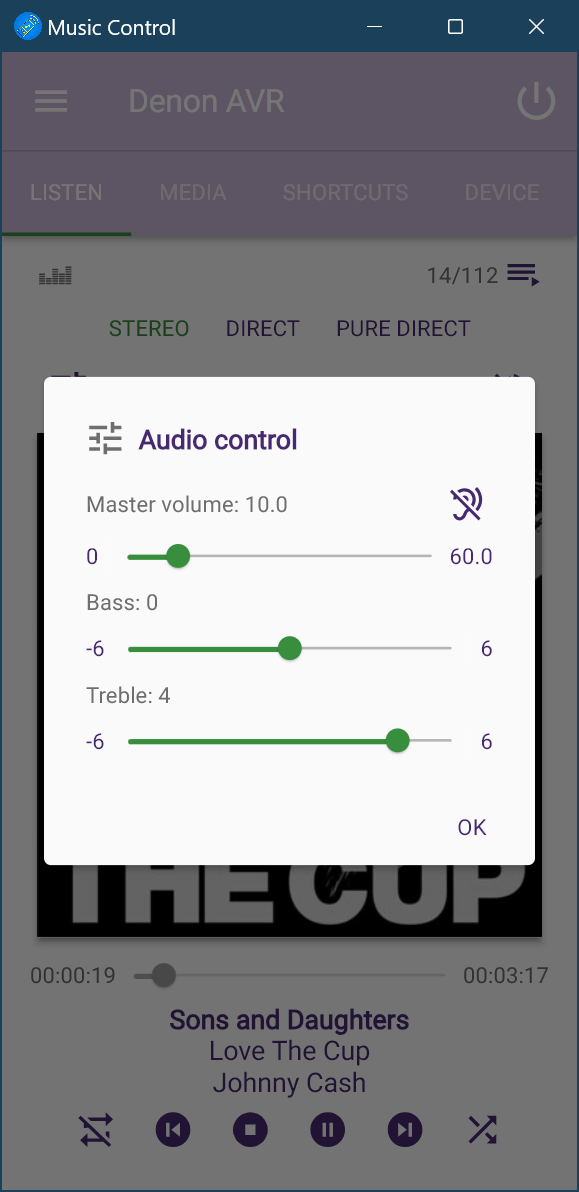 Music Control
Denon AVR
LISTEN MEDIA SHORTCUTS DEVICE
14/112
STEREO DIRECT PURE DIRECT
Audio control
Master volume: 10.0
0 60.0
Bass: 0
-6 6
Treble: 4
-6 6
OK
THE CUP
00:00:19 00:03:17
Sons and Daughters
Love The Cup
Johnny Cash